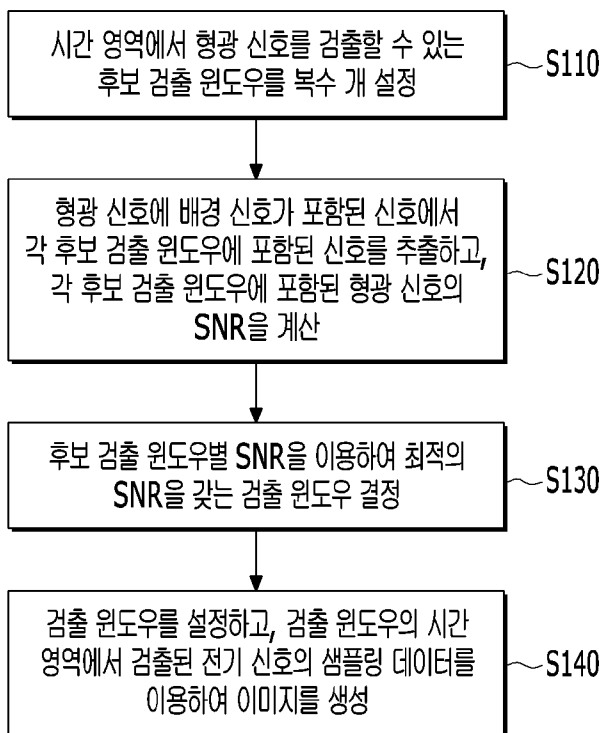 시간 영역에서 형광 신호를 검출할 수 있는
후보 검출 윈도우를 복수 개 설정
S110
형광 신호에 배경 신호가 포함된 신호에서
각 후보 검출 윈도우에 포함된 신호를 추출하고,
각 후보 검출 윈도우에 포함된 형광 신호의
SNR을 계산
S120
후보 검출 윈도우별 SNR을 이용하여 최적의
SNR을 갖는 검출 윈도우 결정
S130
검출 윈도우를 설정하고, 검출 윈도우의 시간
영역에서 검출된 전기 신호의 샘플링 데이터를
이용하여 이미지를 생성
S140